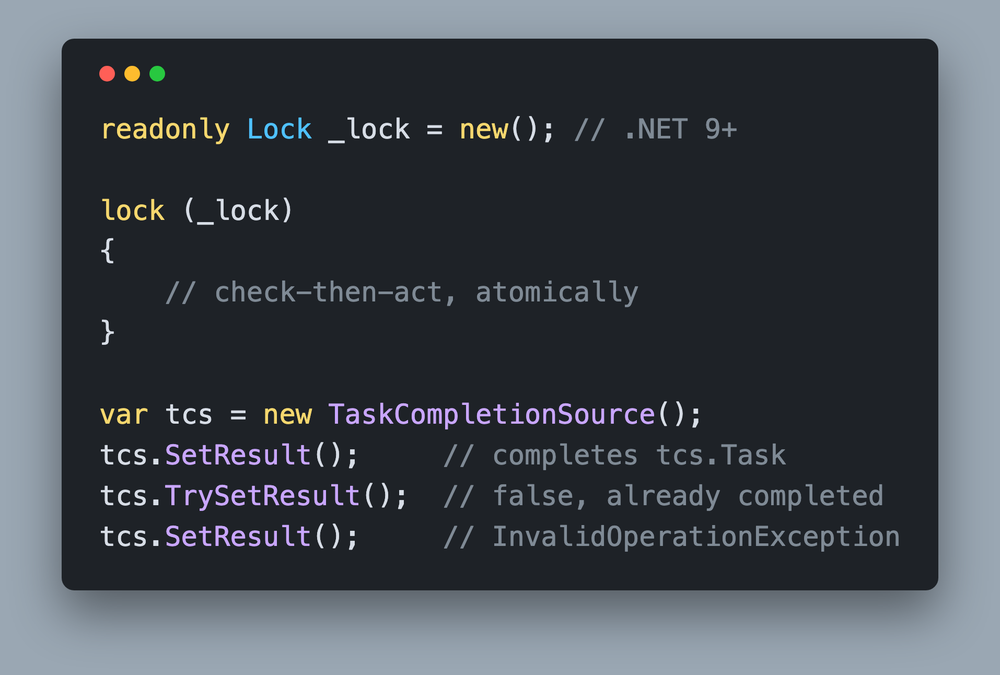 readonly Lock _lock = new(); // .NET 9+

lock (_lock)
{
    // check-then-act, atomically
}

var tcs = new TaskCompletionSource();
tcs.SetResult();     // completes tcs.Task
tcs.TrySetResult();  // false, already completed
tcs.SetResult();     // InvalidOperationException